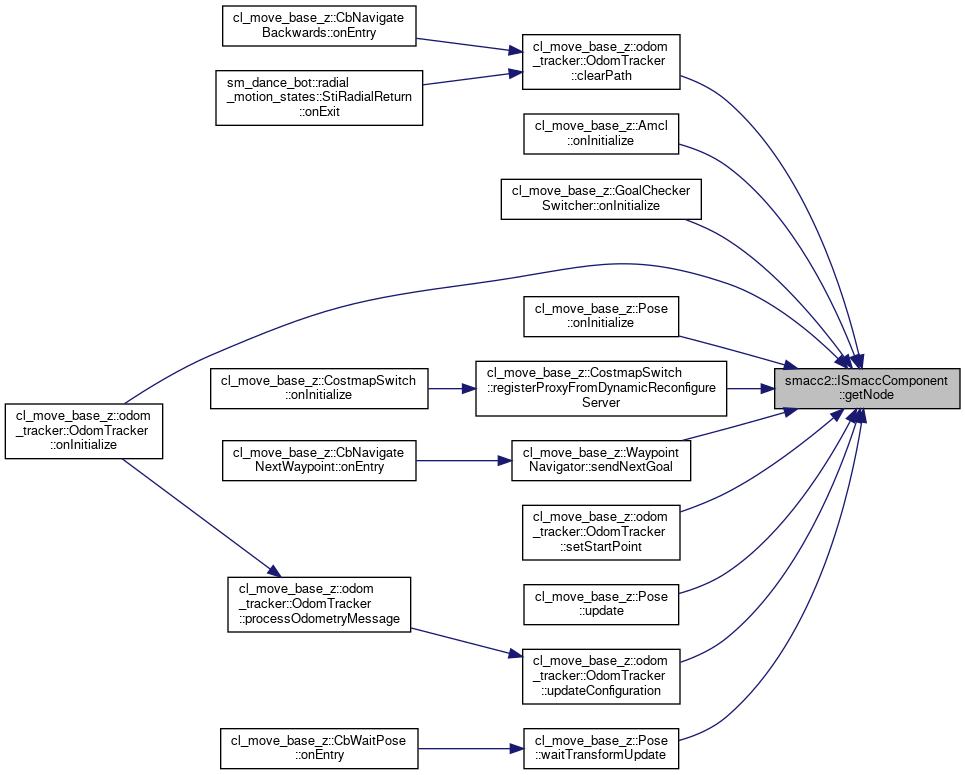 cl_move_base_z::CbNavigate
Backwards::onEntry
cl_move_base_z::odom
_tracker::OdomTracker
::clearPath
sm_dance_bot::radial
_motion_states::StiRadialReturn
::onExit
cl_move_base_z::Amcl
::onInitialize
cl_move_base_z::GoalChecker
Switcher::onInitialize
cl_move_base_z::Pose
::onInitialize
cl_move_base_z::CostmapSwitch
::onInitialize
cl_move_base_z::CostmapSwitch
::registerProxyFromDynamicReconfigure
Server
smacc2::ISmaccComponent
::getNode
cl_move_base_z::odom
_tracker::OdomTracker
::onInitialize
cl_move_base_z::CbNavigate
NextWaypoint::onEntry
cl_move_base_z::Waypoint
Navigator::sendNextGoal
cl_move_base_z::odom
_tracker::OdomTracker
::setStartPoint
cl_move_base_z::odom
_tracker::OdomTracker
::processOdometryMessage
cl_move_base_z::Pose
::update
cl_move_base_z::odom
_tracker::OdomTracker
::updateConfiguration
cl_move_base_z::CbWaitPose
::onEntry
cl_move_base_z::Pose
::waitTransformUpdate